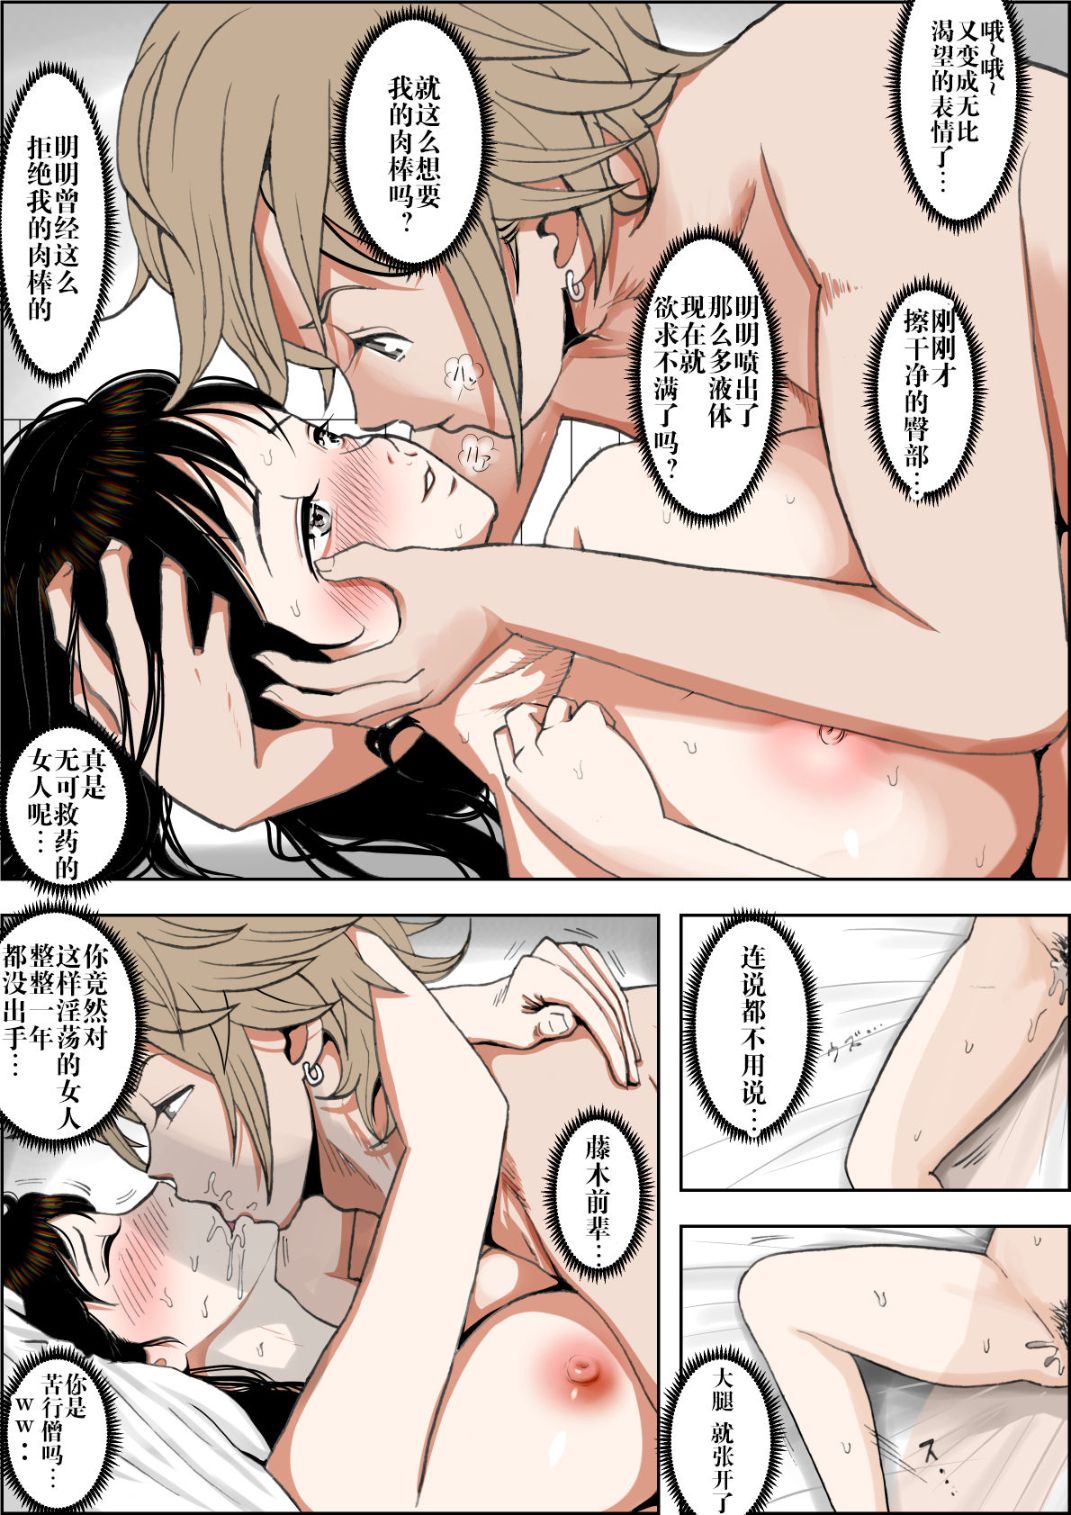 哦~哦~
又变成无比
渴望的表情了…
就这么想要
我的肉棒吗?
明明曾经这么
拒绝我的肉棒的
刚刚才
擦干净的臀部…
明明喷出了
那么多液体
现在就
欲求不满了吗?
真是
无可救药的
女人呢…
连说都不用说…
ウズ…
大腿 就张开了
ス…
藤木前辈…
你竟然对
这样淫荡的女人
整整一年
都没出手…
你是
苦行僧吗…
ww・・